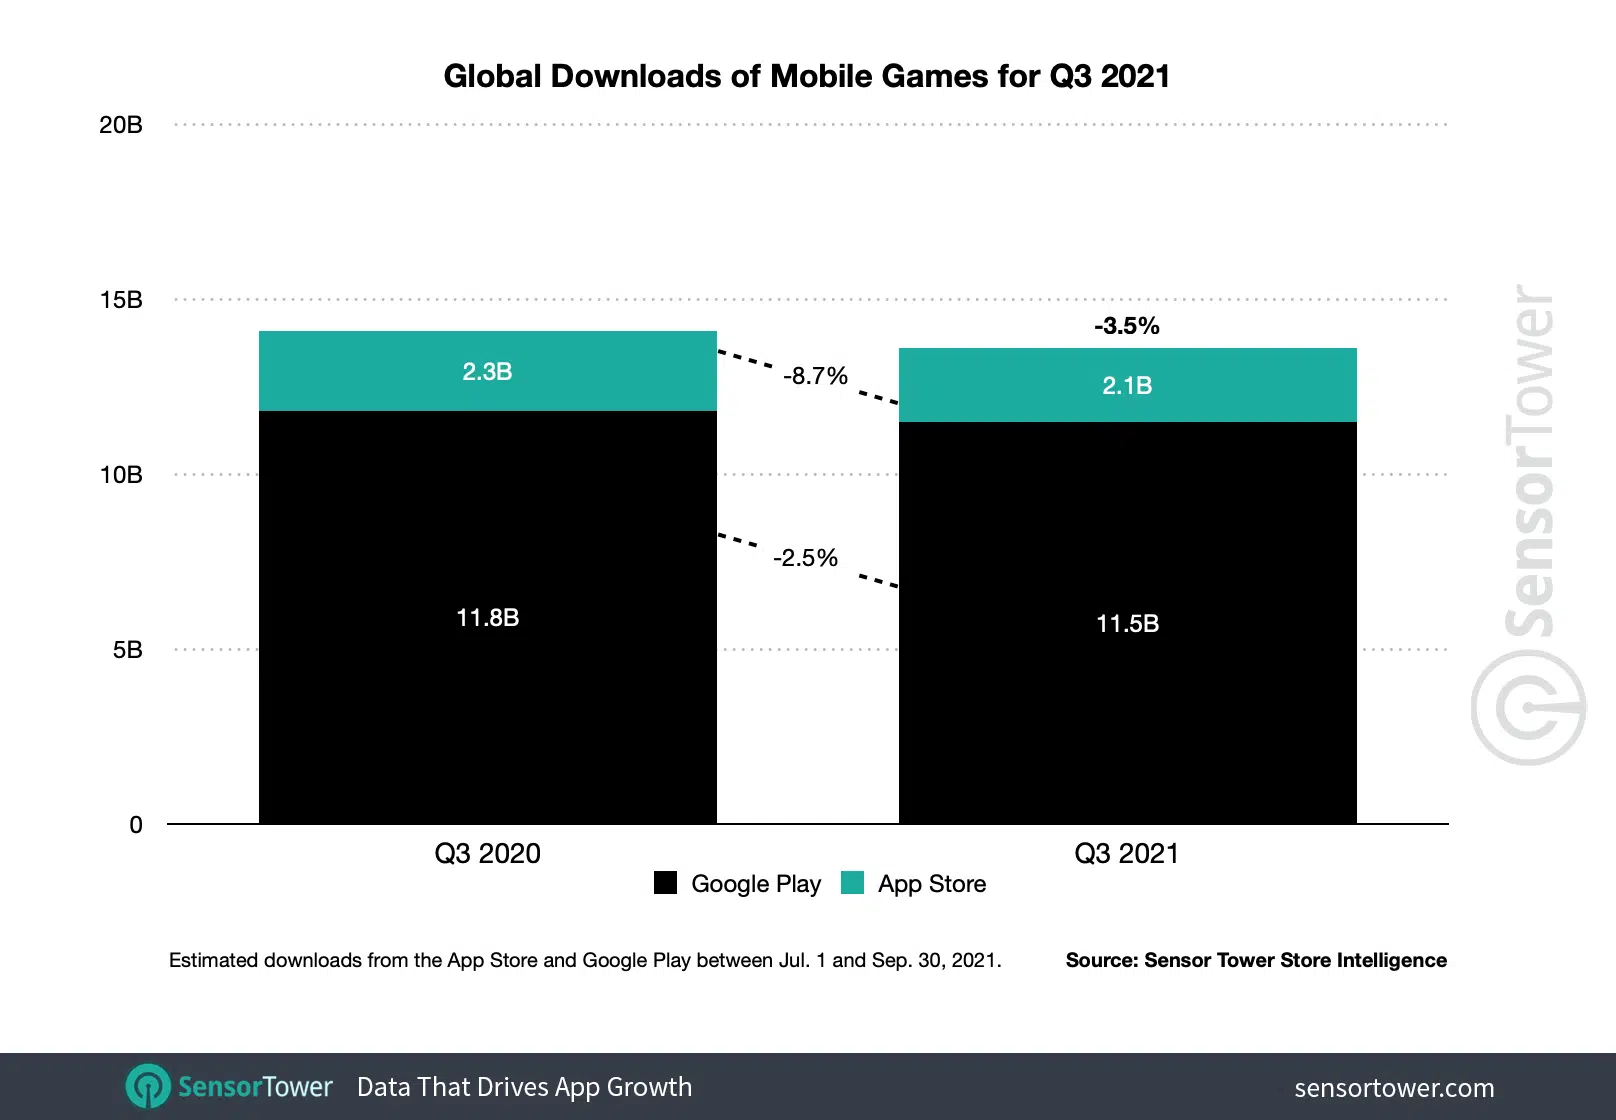 Global Downloads of Mobile Games for Q3 2021
20B
15B
10B
5B
0
-3.5%
2.3B
-8.7%
2.1B
-2.5%
11.8B
11.5B
Q3 2020
Q3 2021
Google Play
App Store
Estimated downloads from the App Store and Google Play between Jul. 1 and Sep. 30, 2021.
Source: Sensor Tower Store Intelligence
SensorTower
SensorTower
Data That Drives App Growth
sensortower.com